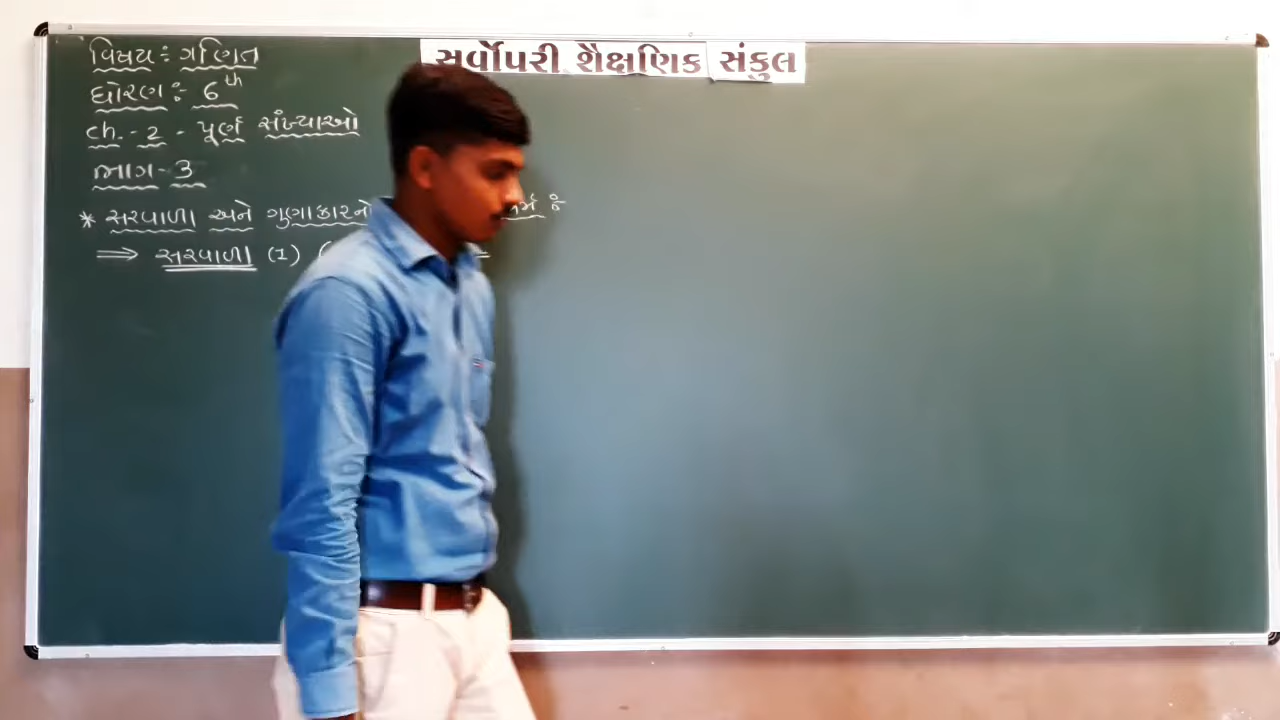 સર્વોપરી શૈક્ષણિક સંકુલ
વિષય : ગણિત
ધોરણ : 6th
ch. - 2 - પૂર્ણ સંખ્યાઓ
ભાગ - 3
* સરવાળા અને ગુણાકારનો
⇒ સરવાળા (1) (